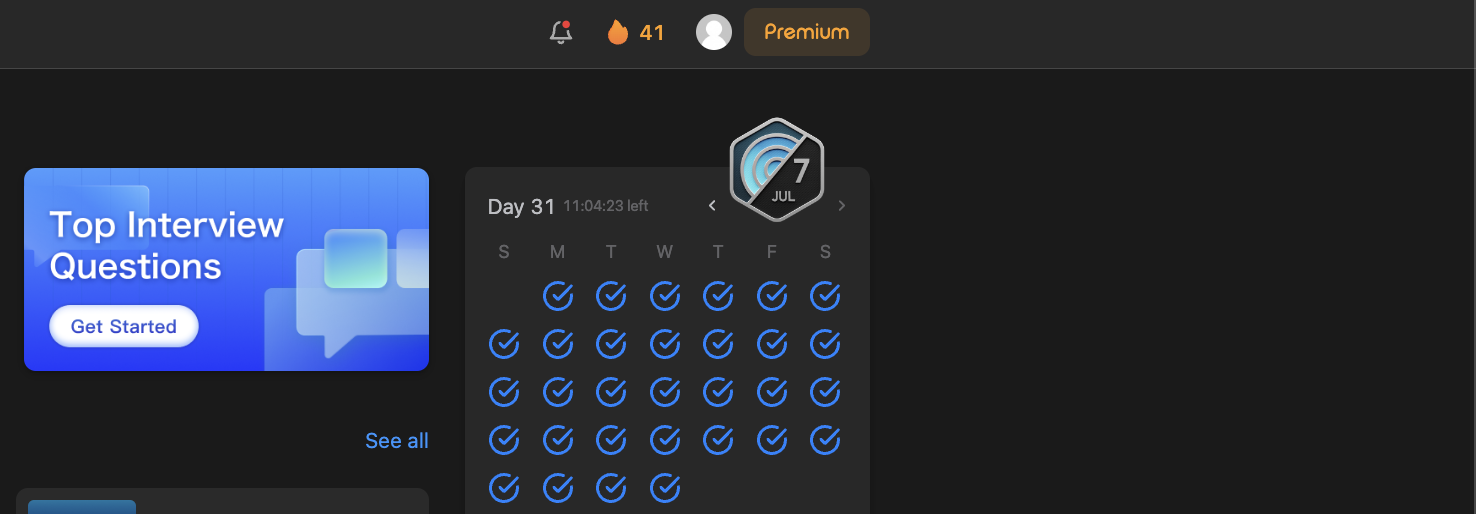 41
Premium
Top Interview
Questions
Get Started
See all
7
JUL
Day 31 11:04:23 left
S M T W T F S